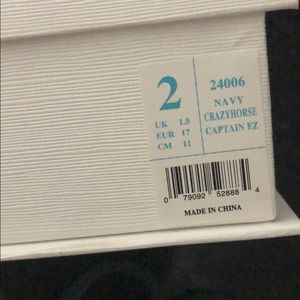 2
UK 1.5
EUR 17
CM 11
24006
NAVY
CRAZYHORSE
CAPTAIN EZ
0 79092 52888 4
MADE IN CHINA